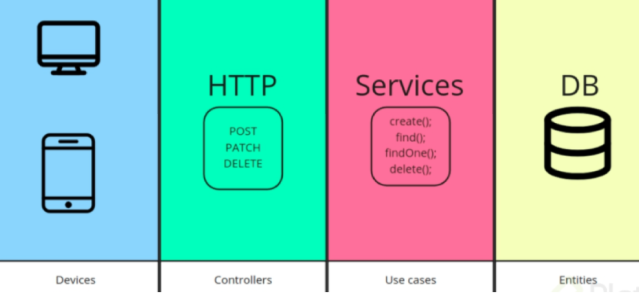 HTTP
POST
PATCH
DELETE
Services
create();
find();
findOne();
delete();
DB
Devices
Controllers
Use cases
Entities